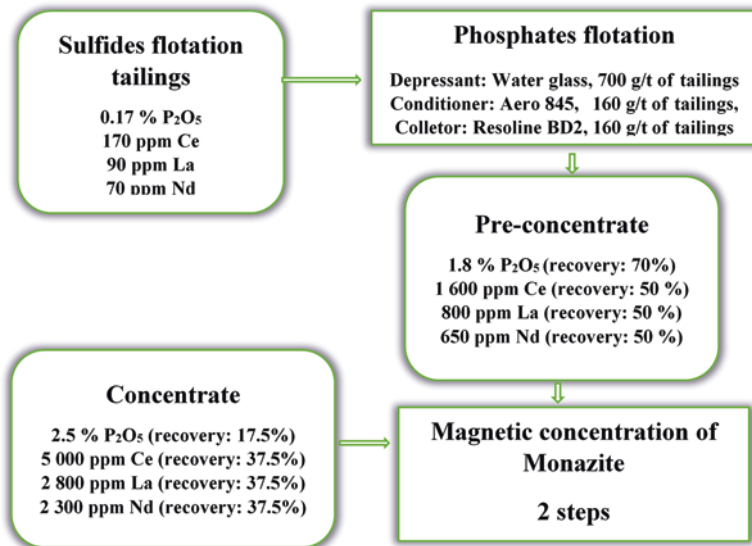 Sulfides flotation
tailings
0.17 % P₂O₅
170 ppm Ce
90 ppm La
70 ppm Nd
Phosphates flotation
Depressant: Water glass, 700 g/t of tailings
Conditioner: Aero 845, 160 g/t of tailings,
Colletor: Resoline BD2, 160 g/t of tailings
Pre-concentrate
1.8 % P₂O₅ (recovery: 70%)
1 600 ppm Ce (recovery: 50 %)
800 ppm La (recovery: 50 %)
650 ppm Nd (recovery: 50 %)
Concentrate
2.5 % P₂O₅ (recovery: 17.5%)
5 000 ppm Ce (recovery: 37.5%)
2 800 ppm La (recovery: 37.5%)
2 300 ppm Nd (recovery: 37.5%)
Magnetic concentration of
Monazite
2 steps